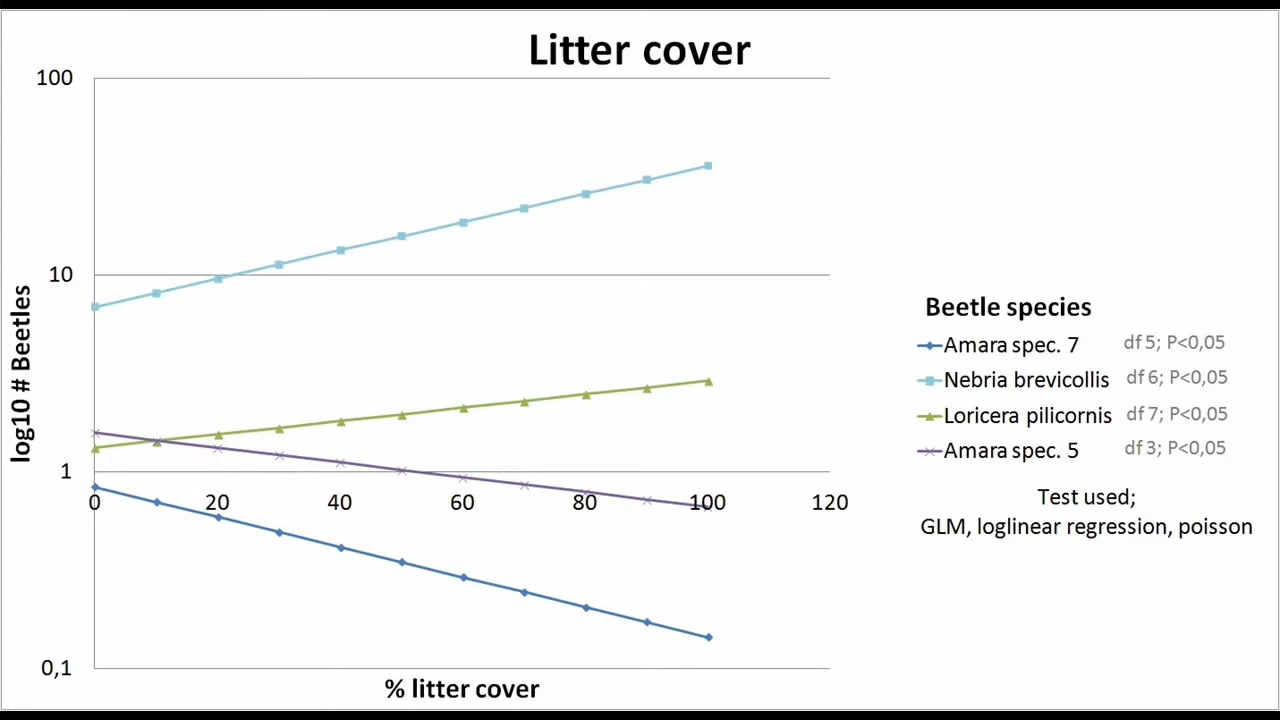 Litter cover
100
10
1
0,1
log10 # Beetles
0 20 40 60 80 100 120
% litter cover
Beetle species
Amara spec. 7 df 5; P<0,05
Nebria brevicollis df 6; P<0,05
Loricera pilicornis df 7; P<0,05
Amara spec. 5 df 3; P<0,05
Test used;
GLM, loglinear regression, poisson